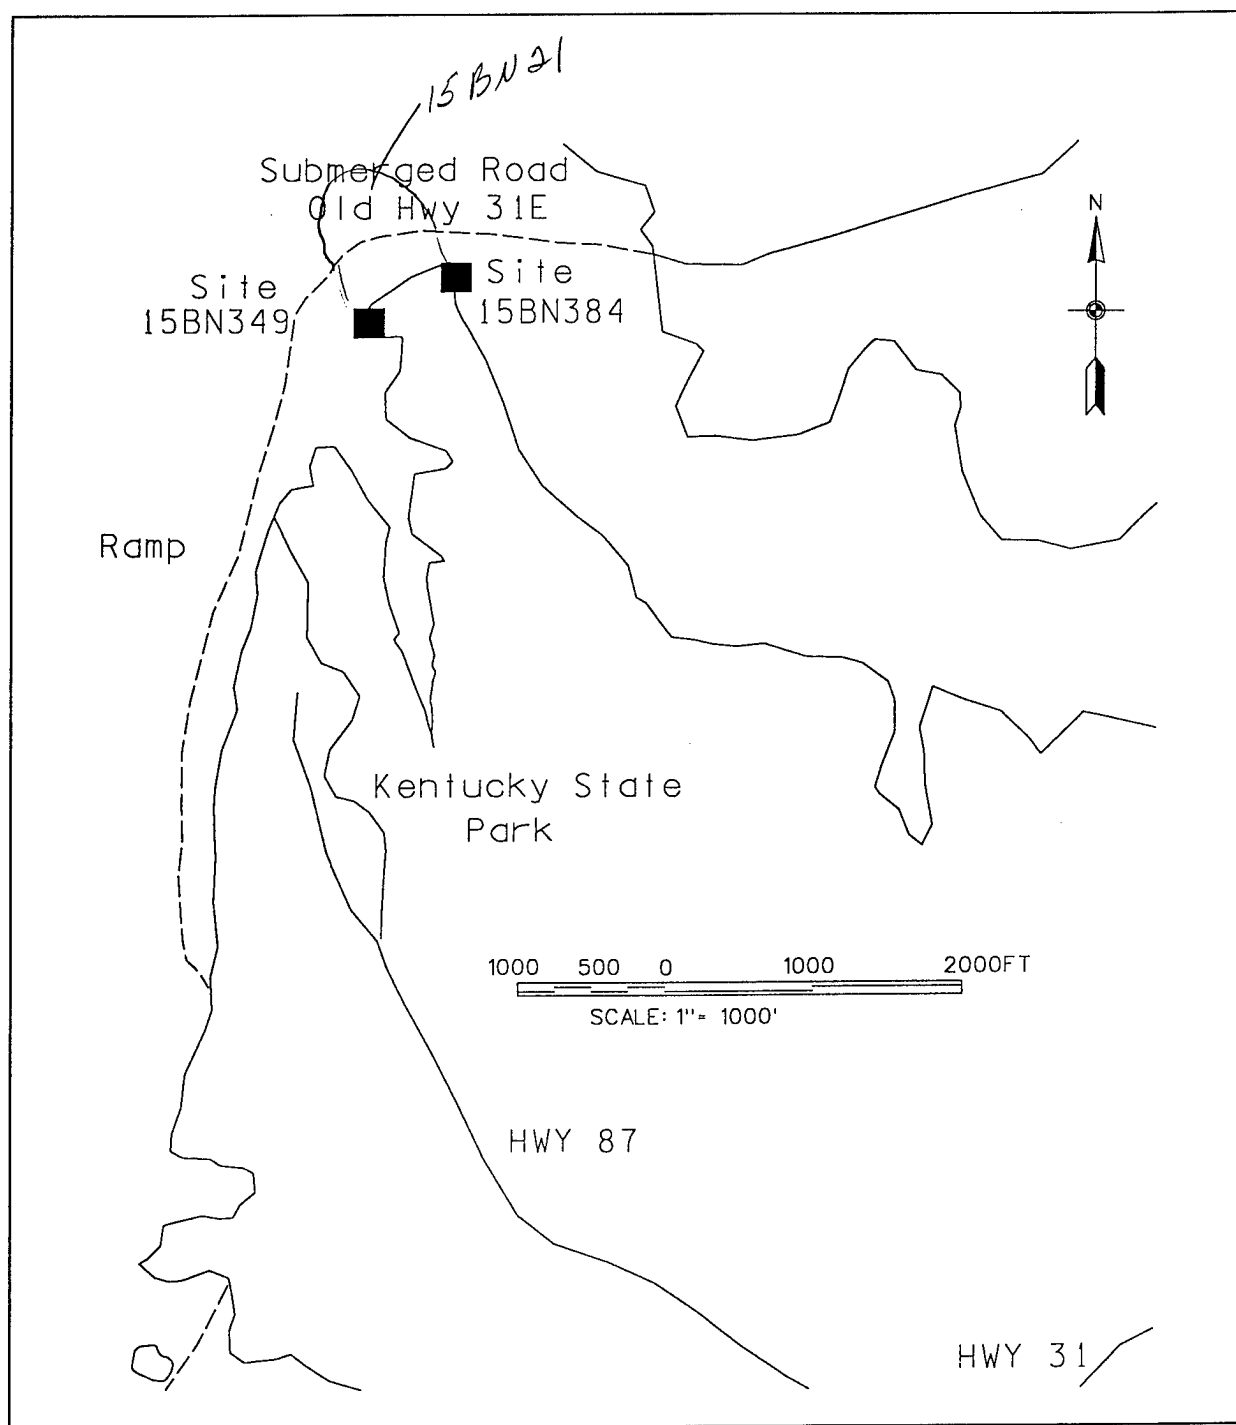 15BN21
Submerged Road
Old Hwy 31E
N
Site
15BN349
Site
15BN384
Ramp
Kentucky State
Park
1000 500 0 1000 2000FT
SCALE: 1"= 1000'
HWY 87
HWY 31